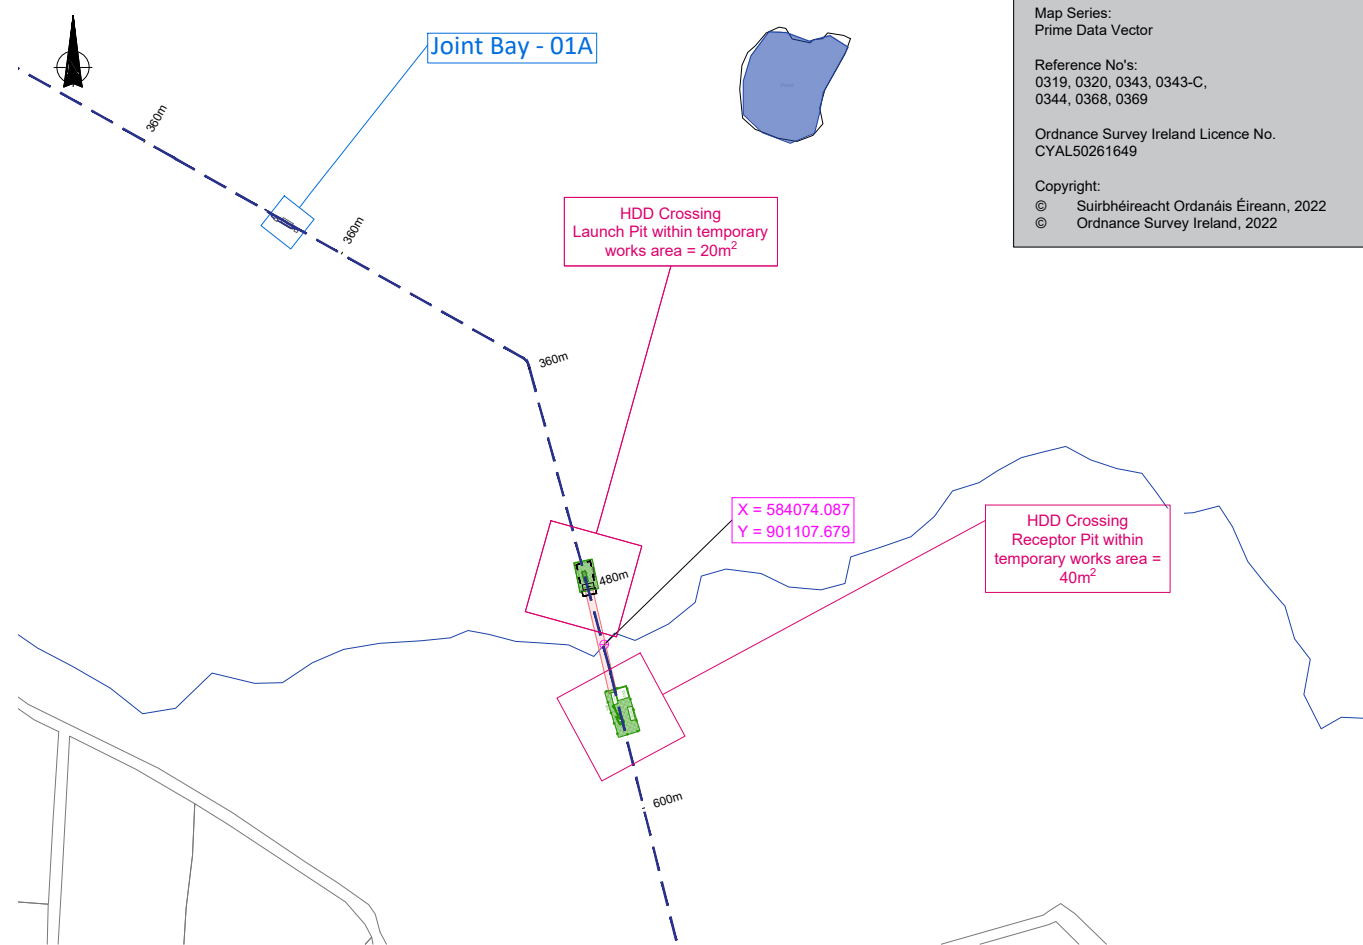 Map Series:
Prime Data Vector
Reference No's:
0319, 0320, 0343, 0343-C,
0344, 0368, 0369
Ordnance Survey Ireland Licence No.
CYAL50261649
Copyright:
© Suirbhéireacht Ordanáis Éireann, 2022
© Ordnance Survey Ireland, 2022
Joint Bay - 01A
360m
360m
HDD Crossing
Launch Pit within temporary
works area = 20m²
360m
X = 584074.087
Y = 901107.679
HDD Crossing
Receptor Pit within
temporary works area =
40m²
480m
600m